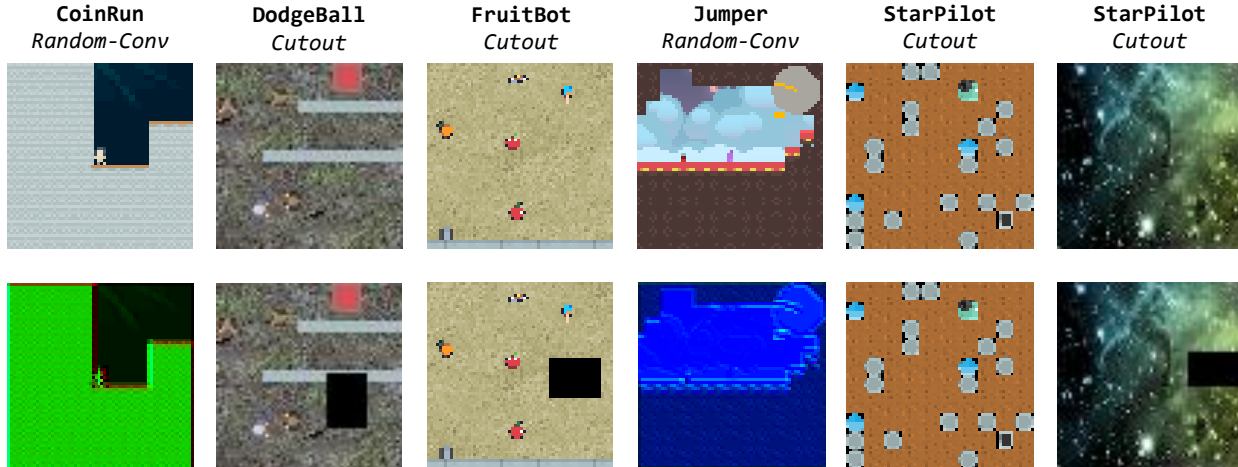 CoinRun
Random-Conv
DodgeBall
Cutout
FruitBot
Cutout
Jumper
Random-Conv
StarPilot
Cutout
StarPilot
Cutout